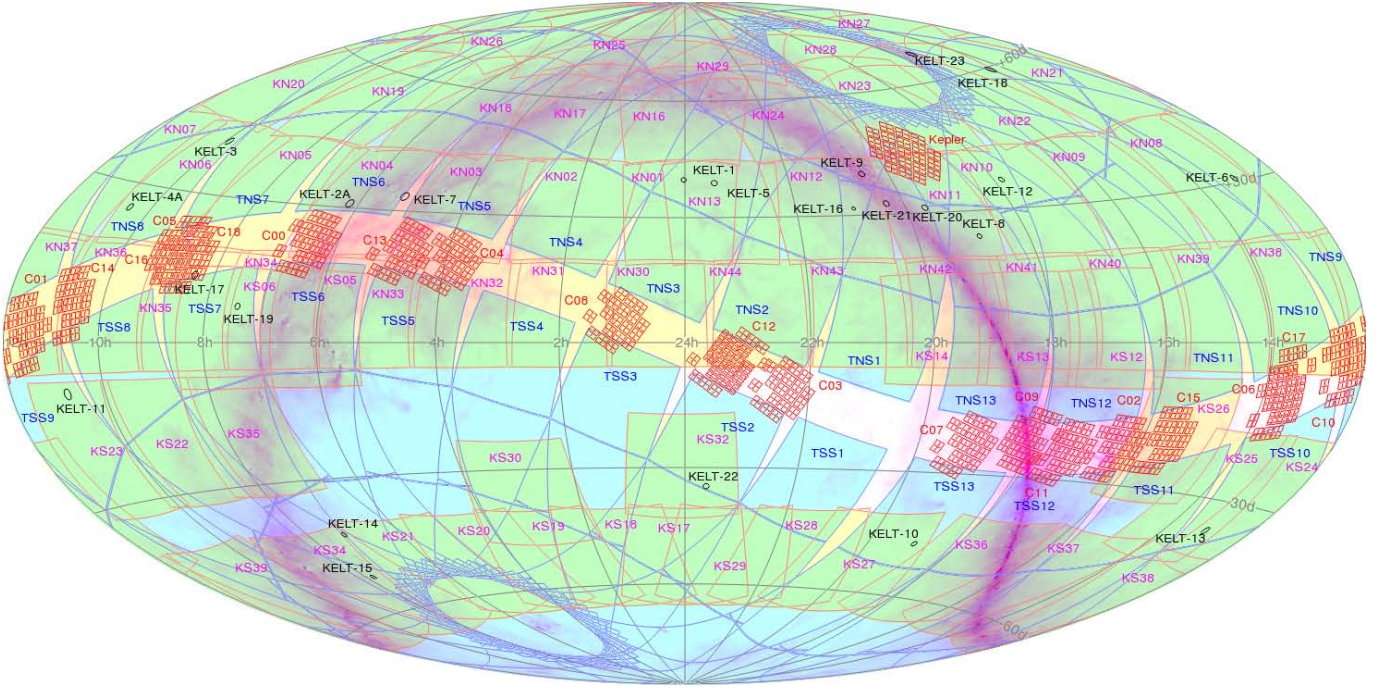 KN27
KN26
KN25
KN28
KELT-23
+60d
KN29
KELT-18
KN21
KN20
KN19
KN23
KN18
KN17
KN16
KN24
KN22
KN07
Kepler
KN08
KELT-3
KN05
KN06
KN04
KN03
KN02
KN01
KELT-1
KELT-9
KN10
KN09
TNS6
KN12
KELT-6
+30d
KELT-4A
TNS7
KELT-2A
KELT-7
KELT-5
KN13
KN11
KELT-12
TNS5
KELT-16
KELT-21
KELT-20
TNS8
C05
C18
C00
C13
KELT-8
KN37
KN36
C16
TNS4
C04
KN38
TNS9
C01
C14
KN34
KN31
KN30
KN44
KN43
KN42
KN41
KN40
KN39
KELT-17
KS06
KS05
KN33
KN32
TNS3
KN35
TSS7
TSS6
C08
KELT-19
TSS8
TSS5
TSS4
TNS2
TNS10
C12
10h
8h
6h
4h
24h
22h
20h
16h
14h
C17
TNS1
KS14
KS13
KS12
TNS11
TSS3
C03
C06
KELT-11
TNS13
C09
TNS12
C02
C15
KS26
TSS9
C07
C10
KS35
TSS2
KS22
KS32
KS23
TSS1
TSS10
KS30
KS25
KS24
KELT-22
TSS13
C11
TSS11
TSS12
-30d
KELT-14
KS20
KS19
KS18
KS17
KS28
KELT-10
KELT-13
KS21
KS34
KS36
KS37
KS39
KELT-15
KS29
KS27
KS38
-60d